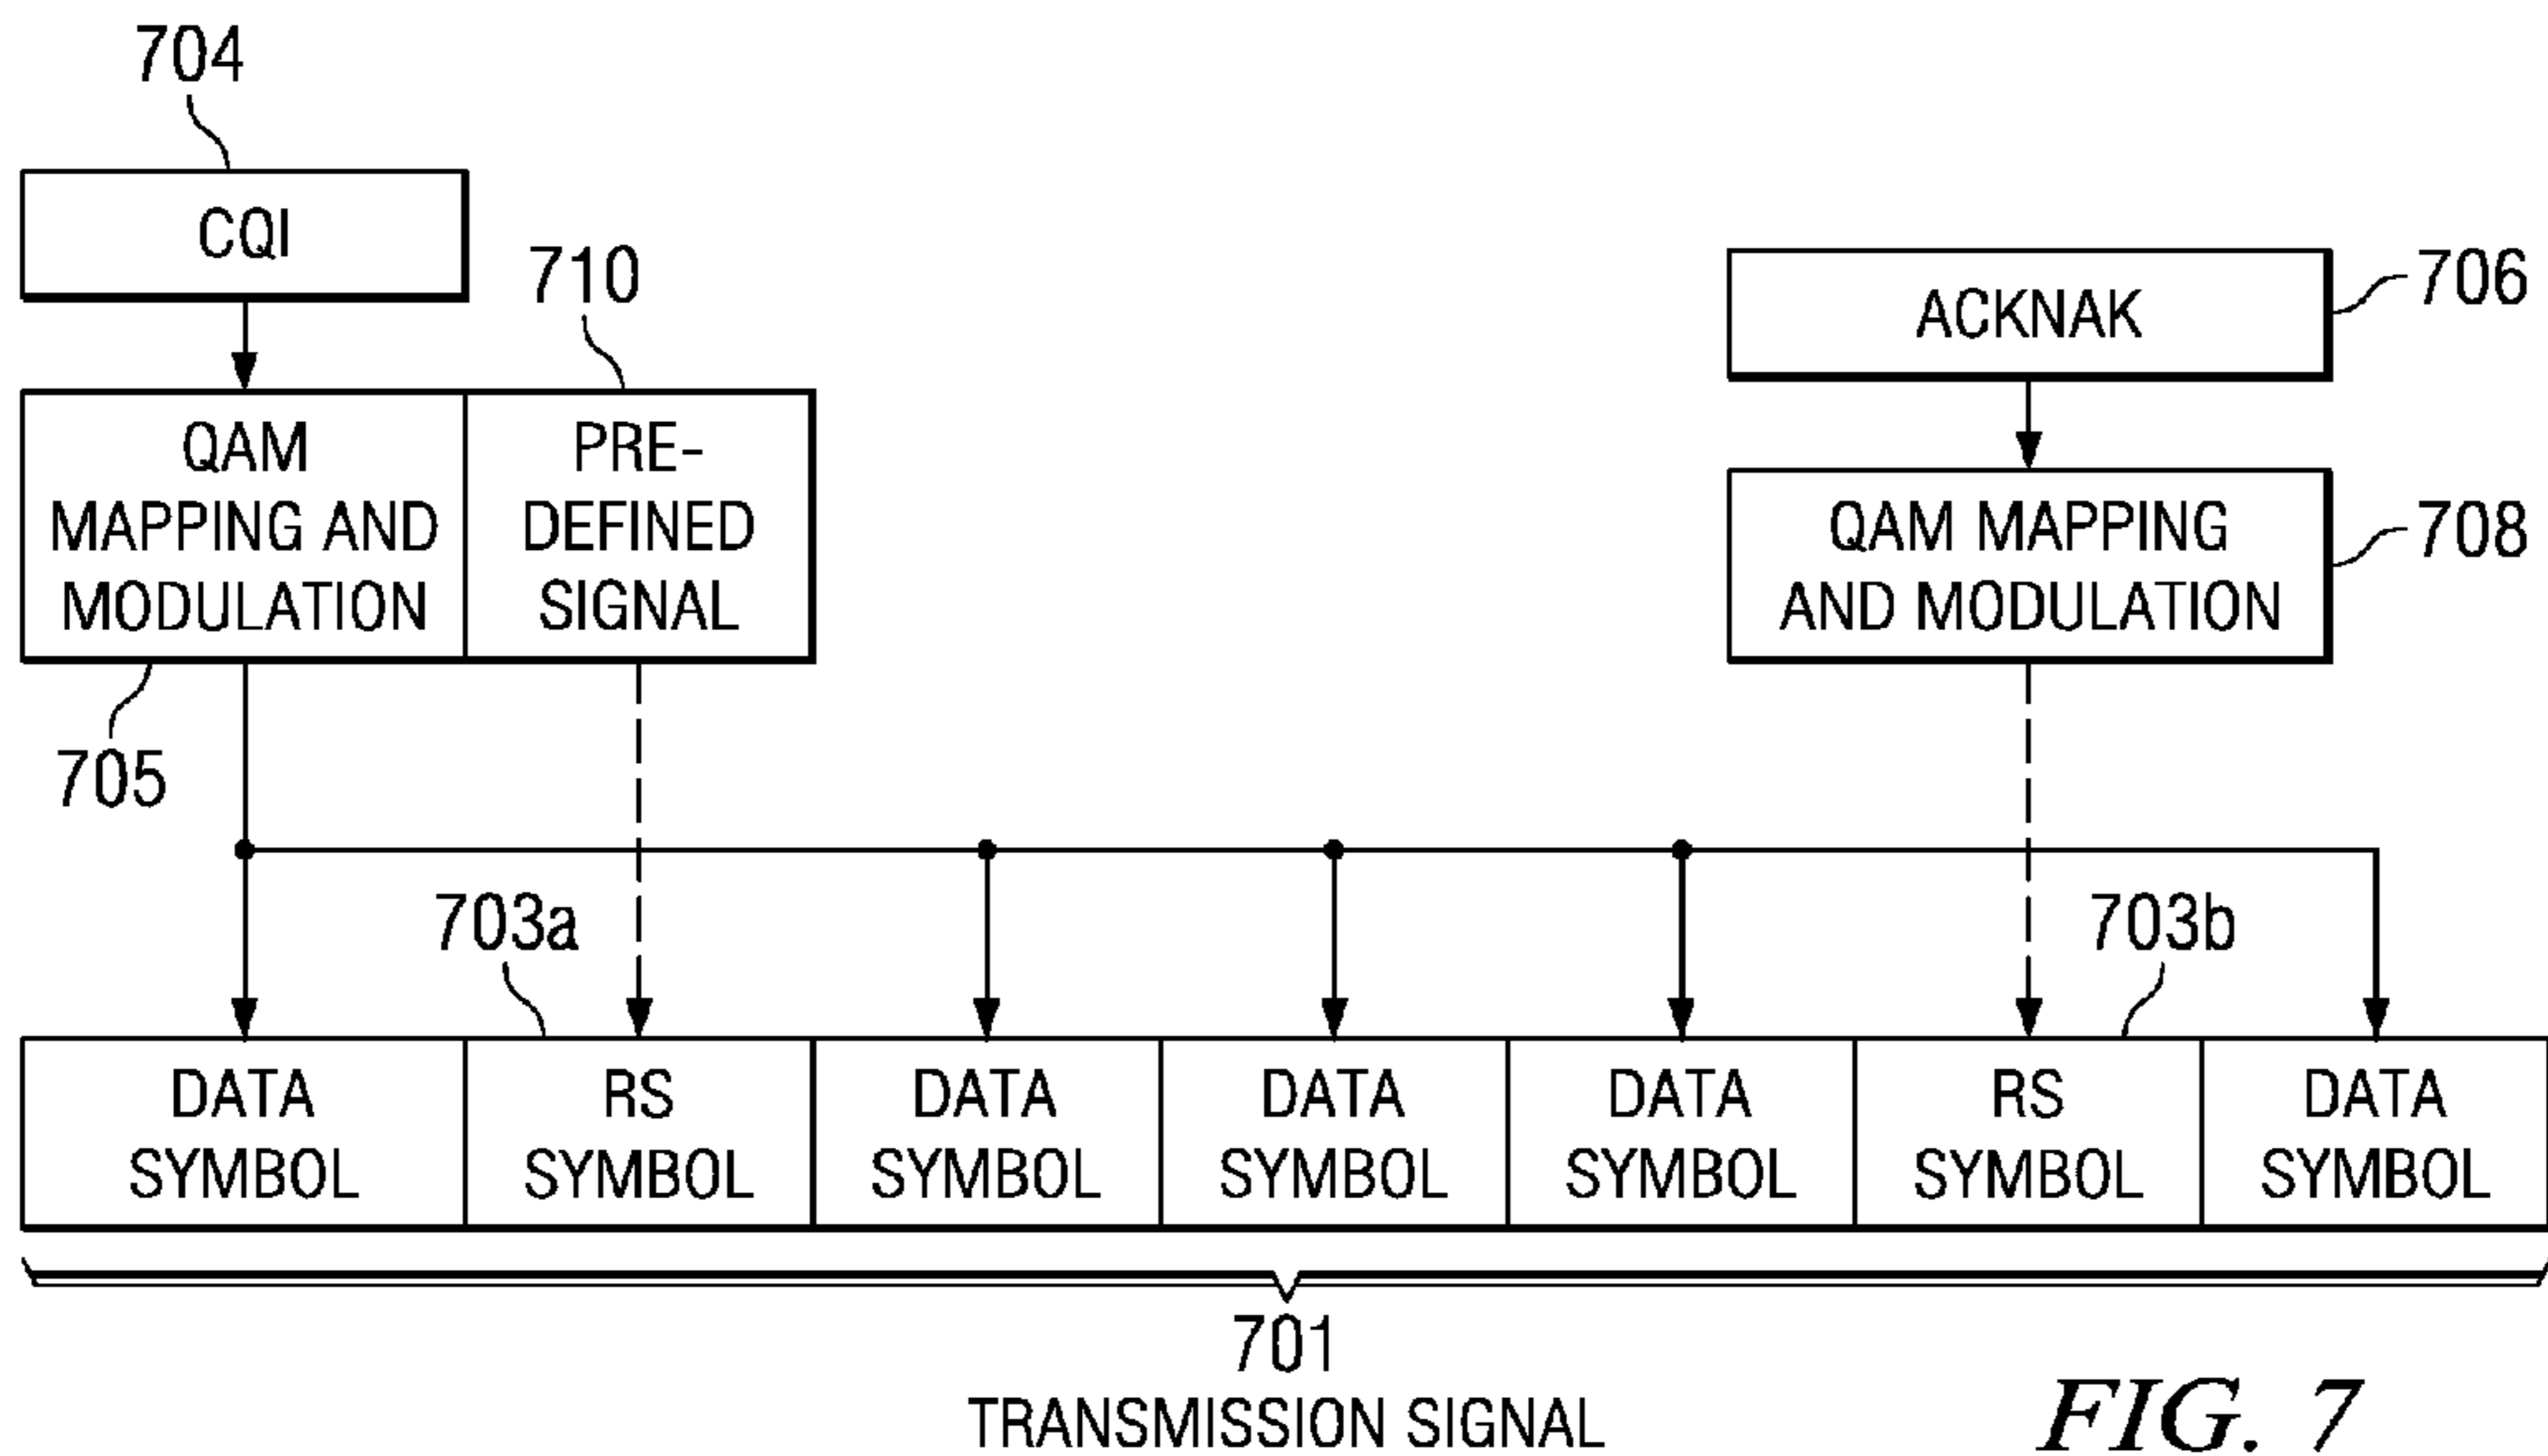 704
CQI
710
706
ACKNAK
QAM
MAPPING AND
MODULATION
PRE-
DEFINED
SIGNAL
QAM MAPPING
AND MODULATION
708
705
703a
703b
DATA
SYMBOL
RS
SYMBOL
DATA
SYMBOL
DATA
SYMBOL
DATA
SYMBOL
RS
SYMBOL
DATA
SYMBOL
701
TRANSMISSION SIGNAL
FIG. 7